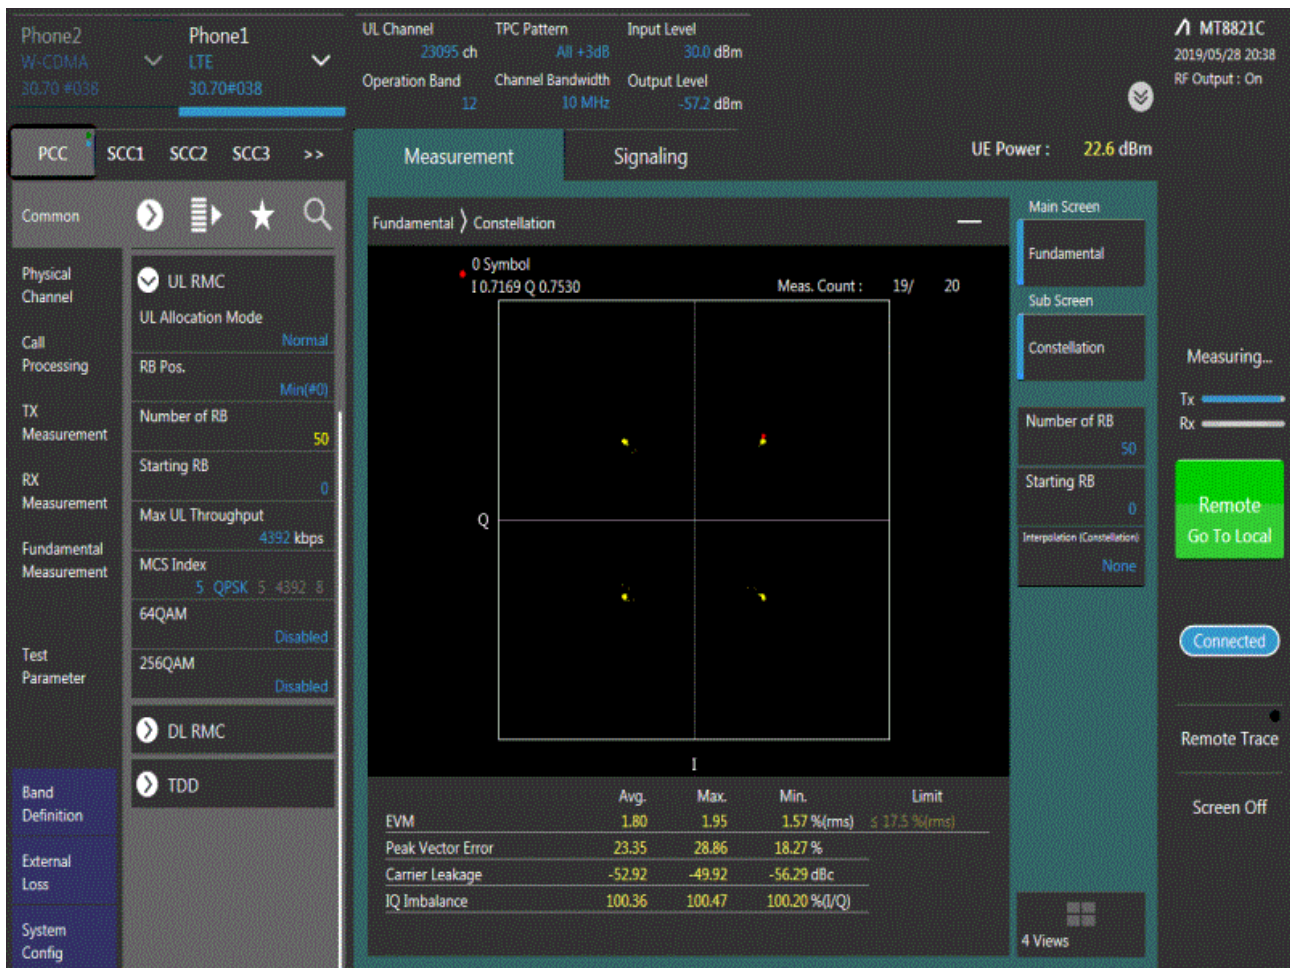 Phone2
W-CDMA
30.70 #038
Phone1
LTE
30.70#038
UL Channel
23095 ch
TPC Pattern
All +3dB
Input Level
30.0 dBm
Operation Band
12
Channel Bandwidth
10 MHz
Output Level
-57.2 dBm
MT8821C
2019/05/28 20:38
RF Output : On
PCC SCC1 SCC2 SCC3 >>
Measurement Signaling
UE Power : 22.6 dBm
Common
Physical
Channel
Call
Processing
TX
Measurement
RX
Measurement
Fundamental
Measurement
Test
Parameter
Band
Definition
External
Loss
System
Config
UL RMC
UL Allocation Mode
Normal
RB Pos.
Min(#0)
Number of RB
50
Starting RB
0
Max UL Throughput
4392 kbps
MCS Index
5 QPSK 5 4392 8
64QAM
Disabled
256QAM
Disabled
DL RMC
TDD
Fundamental 〉 Constellation
0 Symbol
I 0.7169 Q 0.7530
Meas. Count : 19/ 20
Q
I
Avg. Max. Min. Limit
EVM 1.80 1.95 1.57 %(rms) ≤ 17.5 %(rms)
Peak Vector Error 23.35 28.86 18.27 %
Carrier Leakage -52.92 -49.92 -56.29 dBc
IQ Imbalance 100.36 100.47 100.20 %(I/Q)
Main Screen
Fundamental
Sub Screen
Constellation
Number of RB
50
Starting RB
0
Interpolation (Constellation)
None
4 Views
Measuring...
Tx
Rx
Remote
Go To Local
Connected
Remote Trace
Screen Off